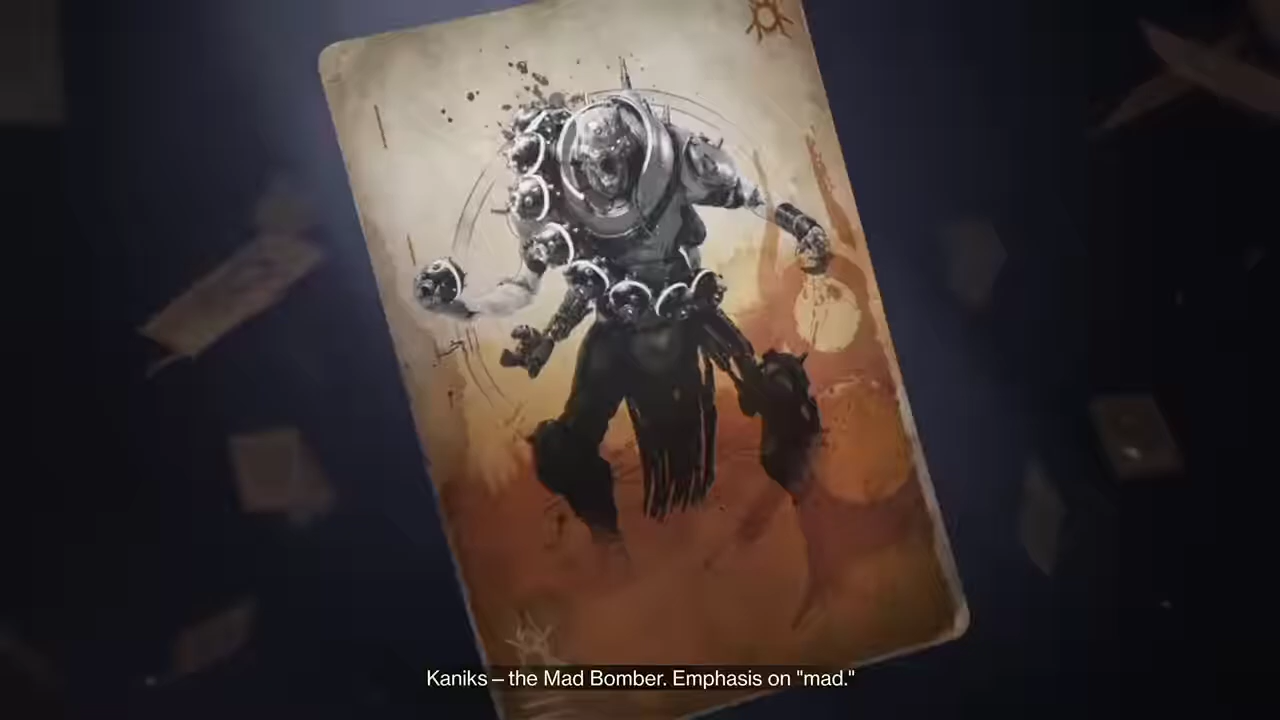 Kaniks – the Mad Bomber. Emphasis on "mad."